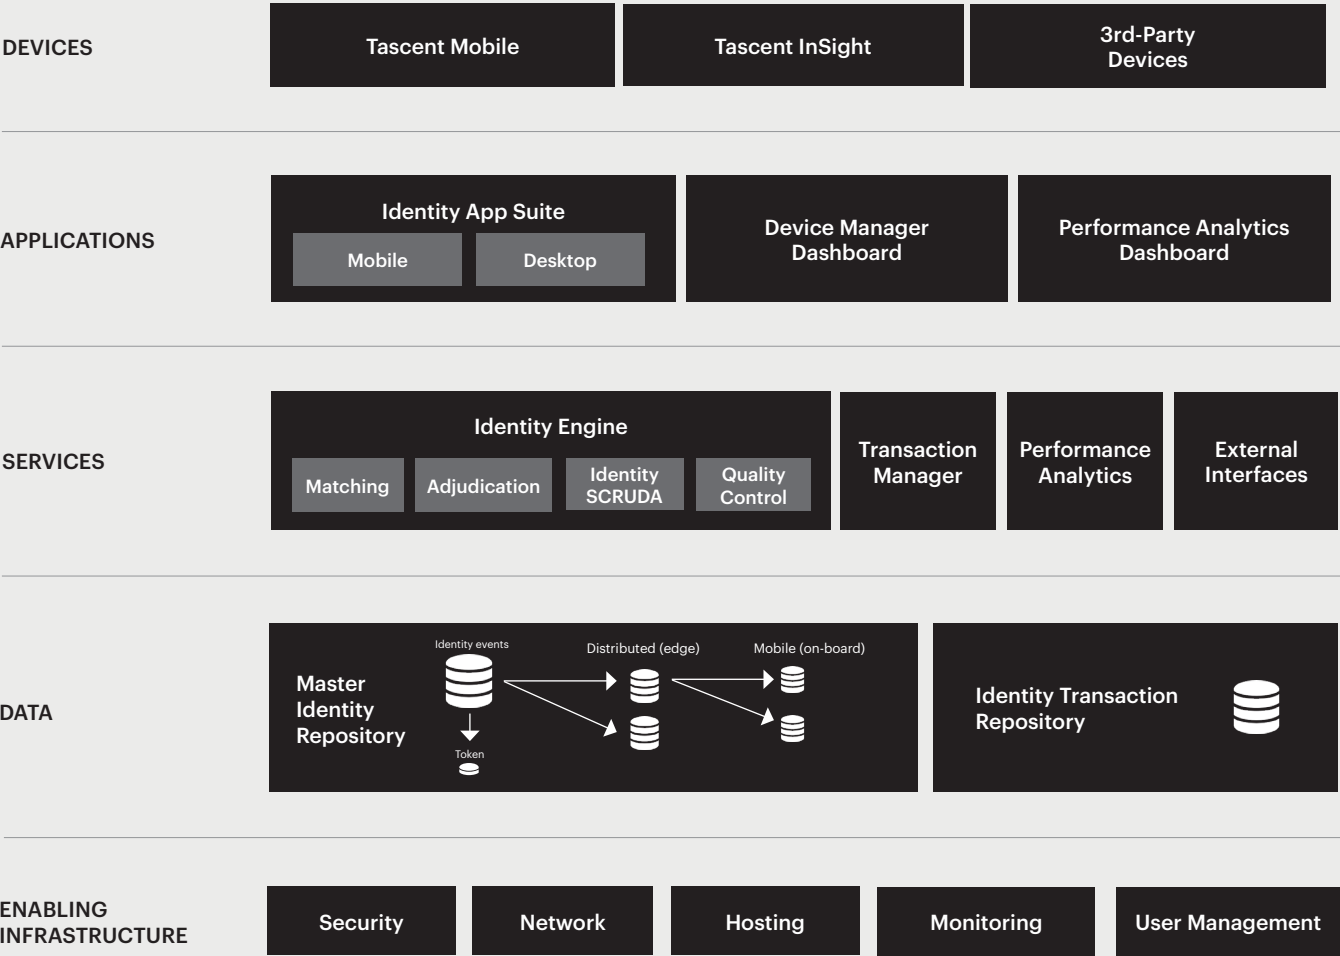 DEVICES
Tascent Mobile
Tascent InSight
3rd-Party
Devices
APPLICATIONS
Identity App Suite
Mobile
Desktop
Device Manager
Dashboard
Performance Analytics
Dashboard
SERVICES
Identity Engine
Matching
Adjudication
Identity
SCRUDA
Quality
Control
Transaction
Manager
Performance
Analytics
External
Interfaces
DATA
Master
Identity
Repository
Identity events
Token
Distributed (edge)
Mobile (on-board)
Identity Transaction
Repository
ENABLING
INFRASTRUCTURE
Security
Network
Hosting
Monitoring
User Management